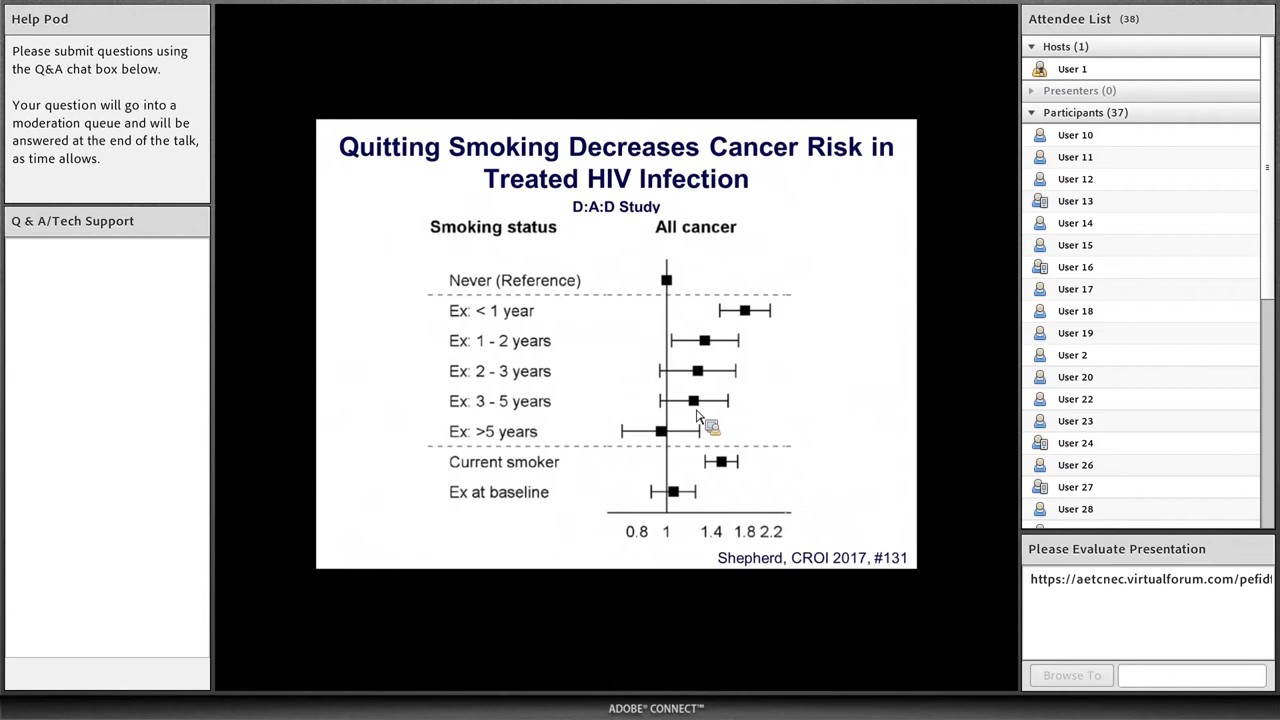 Help Pod
Please submit questions using
the Q&A chat box below.
Your question will go into a
moderation queue and will be
answered at the end of the talk,
as time allows.
Q & A/Tech Support
Quitting Smoking Decreases Cancer Risk in
Treated HIV Infection
D:A:D Study
Smoking status All cancer
Never (Reference)
Ex: < 1 year
Ex: 1 - 2 years
Ex: 2 - 3 years
Ex: 3 - 5 years
Ex: >5 years
Current smoker
Ex at baseline
0.8 1 1.4 1.8 2.2
Shepherd, CROI 2017, #131
Attendee List (38)
Hosts (1)
User 1
Presenters (0)
Participants (37)
User 10
User 11
User 12
User 13
User 14
User 15
User 16
User 17
User 18
User 19
User 2
User 20
User 22
User 23
User 24
User 26
User 27
User 28
Please Evaluate Presentation
https://aetcnec.virtualforum.com/pefidf
Browse To
ADOBE® CONNECT™